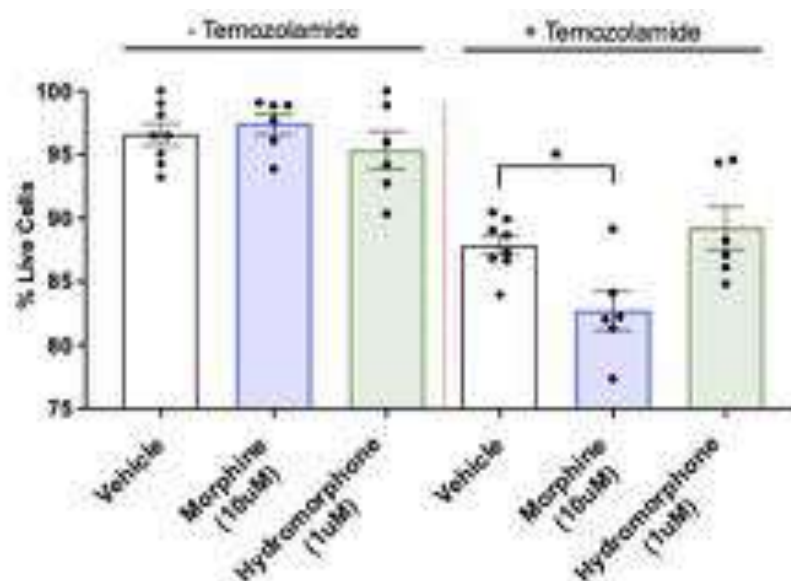 - Temozolamide
+ Temozolamide
100
95
90
85
80
75
% Live Cells
*
Vehicle
Morphine
(10uM)
Hydromorphone
(1uM)
Vehicle
Morphine
(10uM)
Hydromorphone
(1uM)